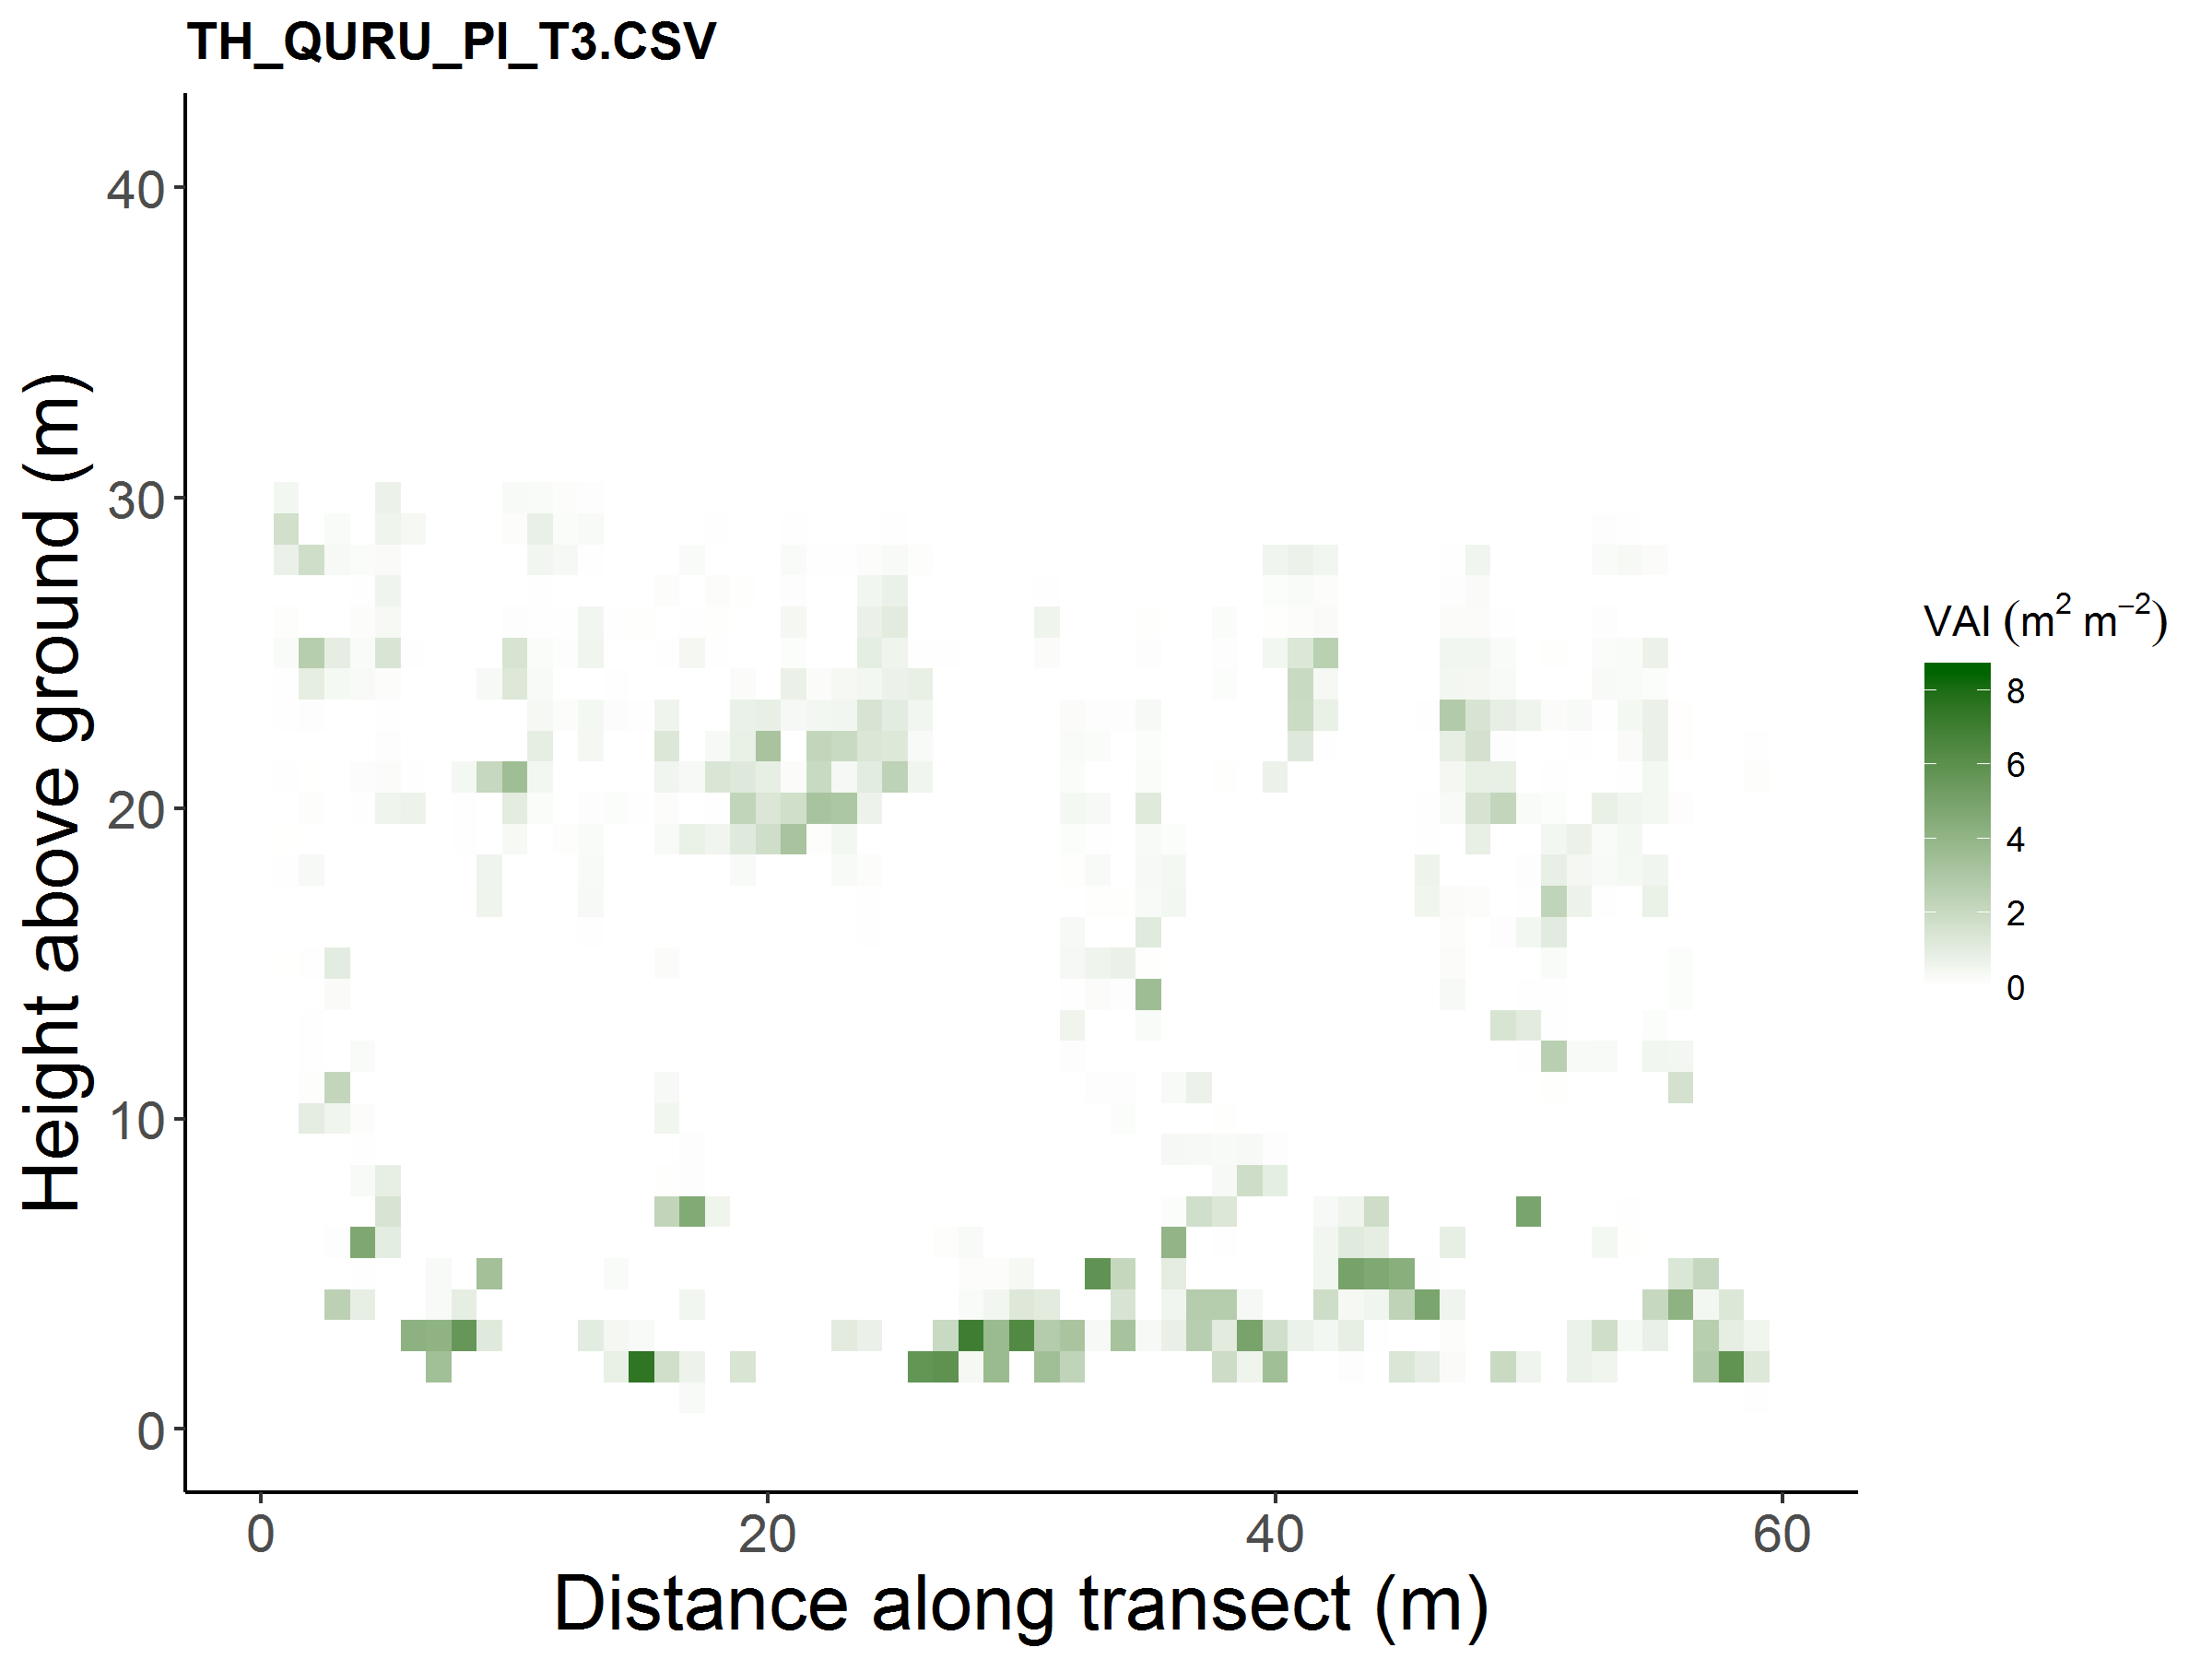 TH_QURU_PI_T3.CSV
Height above ground (m)
40
30
20
10
0
0 20 40 60
Distance along transect (m)
VAI (m² m⁻²)
8
6
4
2
0